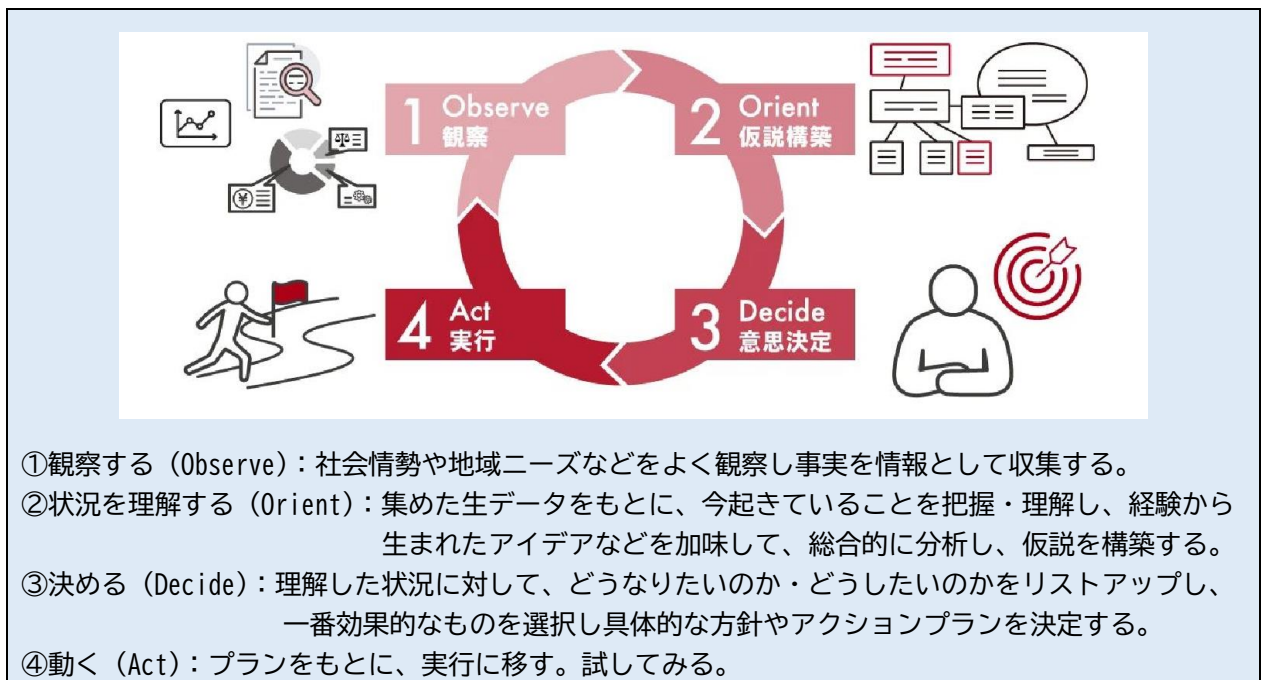 1 Observe
観察
2 Orient
仮説構築
4 Act
実行
3 Decide
意思決定
①観察する（Observe）：社会情勢や地域ニーズなどをよく観察し事実を情報として収集する。
②状況を理解する（Orient）：集めた生データをもとに、今起きていることを把握・理解し、経験から
生まれたアイデアなどを加味して、総合的に分析し、仮説を構築する。
③決める（Decide）：理解した状況に対して、どうなりたいのか・どうしたいのかをリストアップし、
一番効果的なものを選択し具体的な方針やアクションプランを決定する。
④動く（Act）：プランをもとに、実行に移す。試してみる。